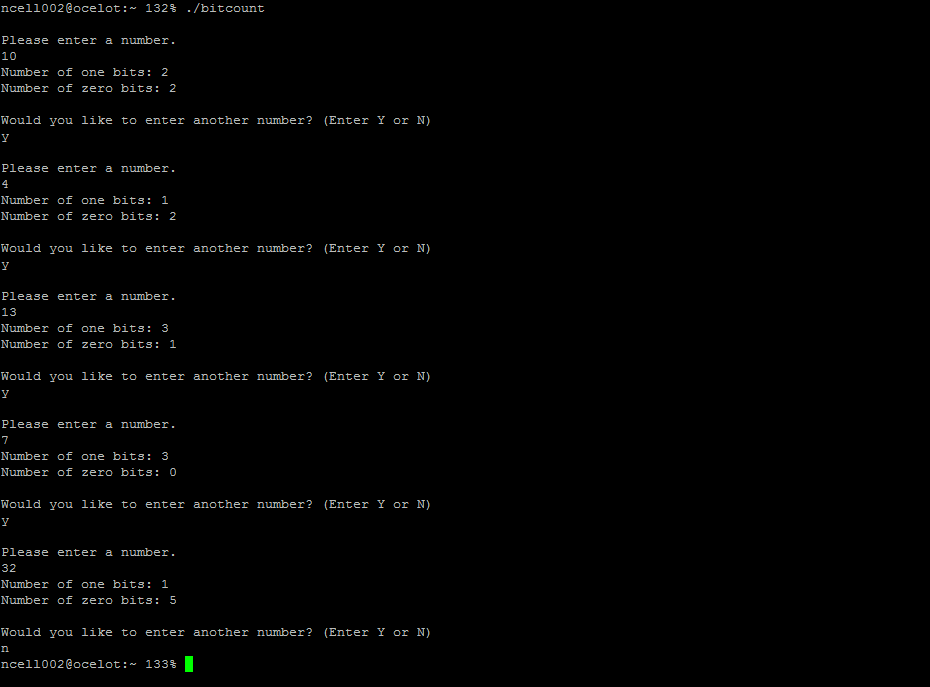 ncell002@ocelot:~ 132% ./bitcount
Please enter a number.
10
Number of one bits: 2
Number of zero bits: 2
Would you like to enter another number? (Enter Y or N)
y
Please enter a number.
4
Number of one bits: 1
Number of zero bits: 2
Would you like to enter another number? (Enter Y or N)
y
Please enter a number.
13
Number of one bits: 3
Number of zero bits: 1
Would you like to enter another number? (Enter Y or N)
y
Please enter a number.
7
Number of one bits: 3
Number of zero bits: 0
Would you like to enter another number? (Enter Y or N)
y
Please enter a number.
32
Number of one bits: 1
Number of zero bits: 5
Would you like to enter another number? (Enter Y or N)
n
ncell002@ocelot:~ 133%